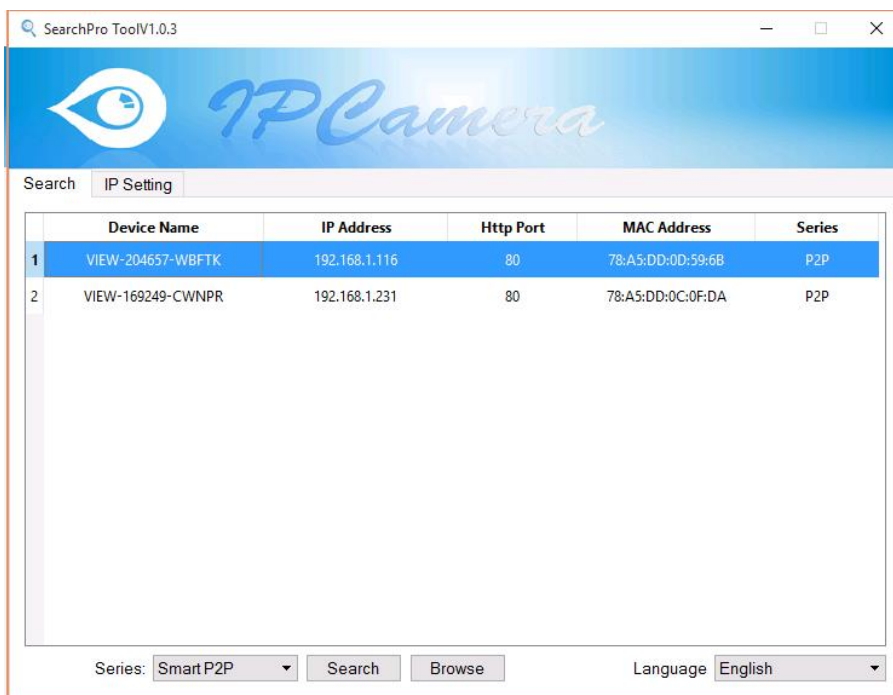 SearchPro ToolV1.0.3
IPCamera
Search IP Setting
Device Name IP Address Http Port MAC Address Series
1 VIEW-204657-WBFTK 192.168.1.116 80 78:A5:DD:0D:59:6B P2P
2 VIEW-169249-CWNPR 192.168.1.231 80 78:A5:DD:0C:0F:DA P2P
Series: Smart P2P Search Browse Language English